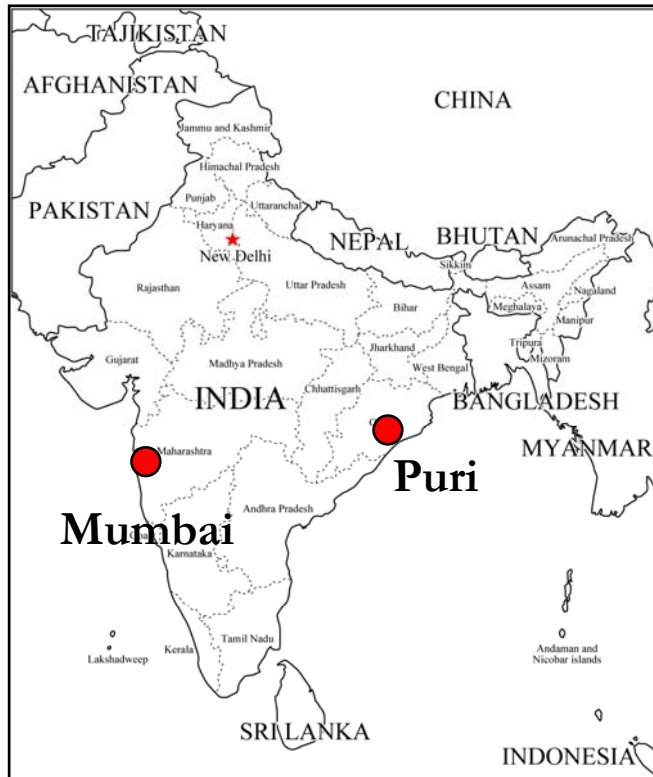 TAJIKISTAN
AFGHANISTAN
CHINA
Jammu and Kashmir
Himachal Pradesh
Punjab
Uttaranchal
PAKISTAN
Haryana
NEPAL
BHUTAN
Arunachal Pradesh
New Delhi
Sikkim
Rajasthan
Uttar Pradesh
Assam
Nagaland
Bihar
Meghalaya
Manipur
Tripura
Jharkhand
Mizoram
Gujarat
Madhya Pradesh
West Bengal
Chhattisgarh
INDIA
BANGLADESH
Maharashtra
MYANMAR
Puri
Andhra Pradesh
Mumbai
Karnataka
Kerala
Tamil Nadu
Lakshadweep
Andaman and
Nicobar islands
SRI LANKA
INDONESIA